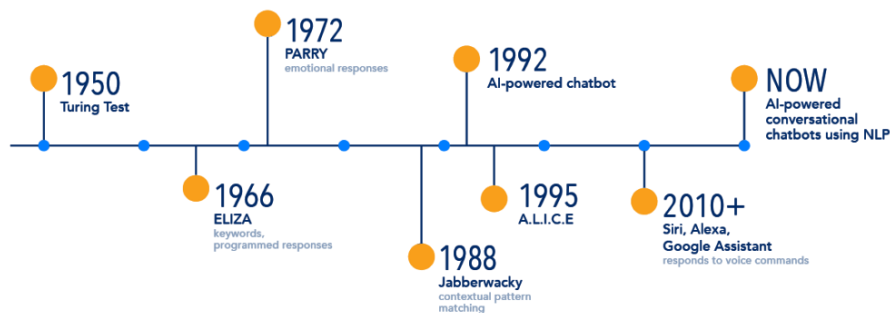 1950
Turing Test
1966
ELIZA
keywords,
programmed responses
1972
PARRY
emotional responses
1988
Jabberwacky
contextual pattern
matching
1992
AI-powered chatbot
1995
A.L.I.C.E
2010+
Siri, Alexa,
Google Assistant
responds to voice commands
NOW
AI-powered
conversational
chatbots using NLP